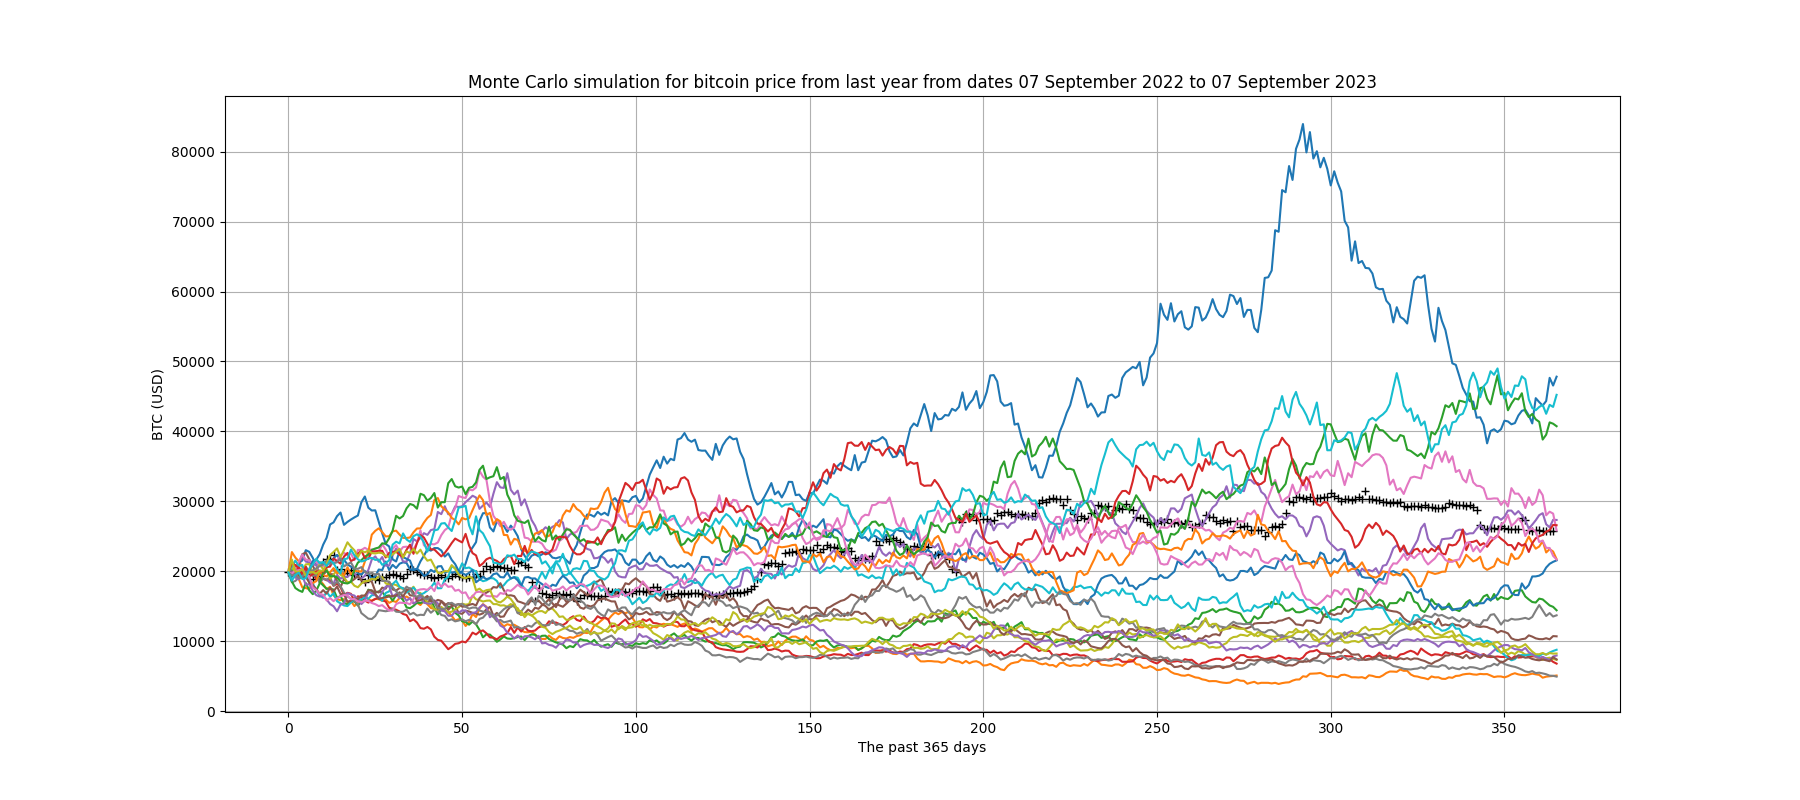 Monte Carlo simulation for bitcoin price from last year from dates 07 September 2022 to 07 September 2023
80000
70000
60000
50000
40000
30000
20000
10000
0
BTC (USD)
0 50 100 150 200 250 300 350
The past 365 days